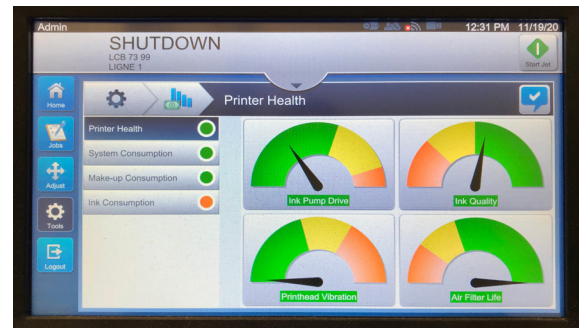 Admin
12:31 PM 11/19/20
SHUTDOWN
LCB 73 99
LIGNE 1
Start Jet
Home
Jobs
Adjust
Tools
Logout
Printer Health
Printer Health
System Consumption
Make-up Consumption
Ink Consumption
Ink Pump Drive
Ink Quality
Printhead Vibration
Air Filter Life